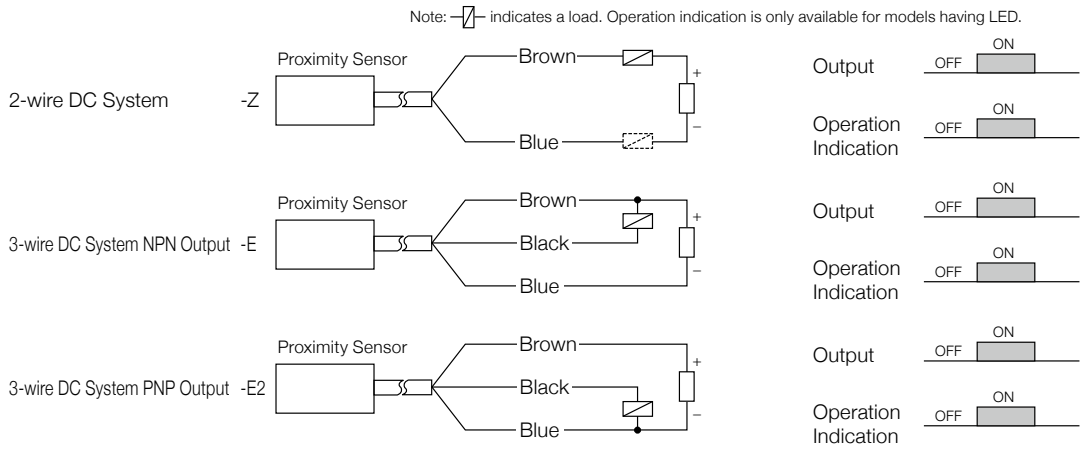 Note: indicates a load. Operation indication is only available for models having LED.
2-wire DC System -Z
Proximity Sensor
Brown
Blue
+
−
Output OFF ON
Operation Indication OFF ON
3-wire DC System NPN Output -E
Proximity Sensor
Brown
Black
Blue
+
−
Output OFF ON
Operation Indication OFF ON
3-wire DC System PNP Output -E2
Proximity Sensor
Brown
Black
Blue
+
−
Output OFF ON
Operation Indication OFF ON